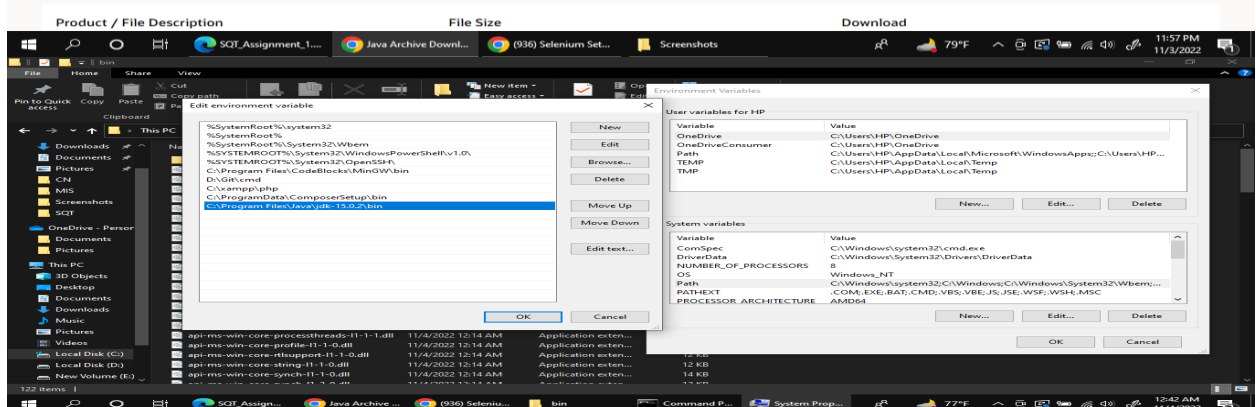 Product / File Description File Size Download
SQT_Assignment_1.... Java Archive Downl... (936) Selenium Set... Screenshots 79°F 11:57 PM
11/3/2022
bin
File Home Share View
Pin to Quick access Copy Paste
Cut
Copy path
New item
Easy access
Clipboard
This PC
Downloads
Documents
Pictures
CN
MIS
Screenshots
SQT
OneDrive - Person
Documents
Pictures
This PC
3D Objects
Desktop
Documents
Downloads
Music
Pictures
Videos
Local Disk (C:)
Local Disk (D:)
New Volume (E:)
122 items
Edit environment variable
%SystemRoot%\system32
%SystemRoot%
%SystemRoot%\System32\Wbem
%SYSTEMROOT%\System32\WindowsPowerShell\v1.0\
%SYSTEMROOT%\System32\OpenSSH\
C:\Program Files\CodeBlocks\MinGW\bin
D:\Git\cmd
C:\xampp\php
C:\ProgramData\ComposerSetup\bin
C:\Program Files\Java\jdk-15.0.2\bin
New
Edit
Browse...
Delete
Move Up
Move Down
Edit text...
OK Cancel
api-ms-win-core-processthreads-l1-1-1.dll 11/4/2022 12:14 AM Application exten...
api-ms-win-core-profile-l1-1-0.dll 11/4/2022 12:14 AM Application exten...
api-ms-win-core-rtlsupport-l1-1-0.dll 11/4/2022 12:14 AM Application exten... 12 KB
api-ms-win-core-string-l1-1-0.dll 11/4/2022 12:14 AM Application exten... 12 KB
api-ms-win-core-synch-l1-1-0.dll 11/4/2022 12:14 AM Application exten... 14 KB
Environment Variables
User variables for HP
Variable Value
OneDrive C:\Users\HP\OneDrive
OneDriveConsumer C:\Users\HP\OneDrive
Path C:\Users\HP\AppData\Local\Microsoft\WindowsApps;;C:\Users\HP...
TEMP C:\Users\HP\AppData\Local\Temp
TMP C:\Users\HP\AppData\Local\Temp
New... Edit... Delete
System variables
Variable Value
ComSpec C:\Windows\system32\cmd.exe
DriverData C:\Windows\System32\Drivers\DriverData
NUMBER_OF_PROCESSORS 8
OS Windows_NT
Path C:\Windows\system32;C:\Windows;C:\Windows\System32\Wbem;...
PATHEXT .COM;.EXE;.BAT;.CMD;.VBS;.VBE;.JS;.JSE;.WSF;.WSH;.MSC
PROCESSOR_ARCHITECTURE AMD64
New... Edit... Delete
OK Cancel
SQT_Assign... Java Archive ... (936) Seleniu... bin Command P... System Prop... 77°F 12:42 AM